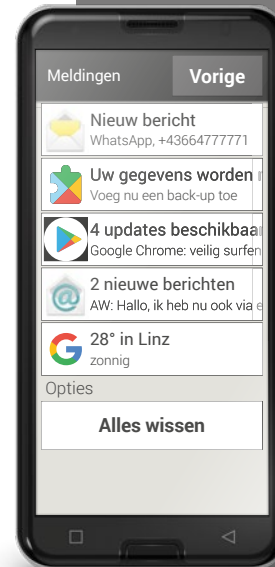 Meldingen
Vorige
Nieuw bericht
WhatsApp, +43664777771
Uw gegevens worden
Voeg nu een back-up toe
4 updates beschikbaar
Google Chrome: veilig surfen
2 nieuwe berichten
AW: Hallo, ik heb nu ook via
28° in Linz
zonnig
Opties
Alles wissen